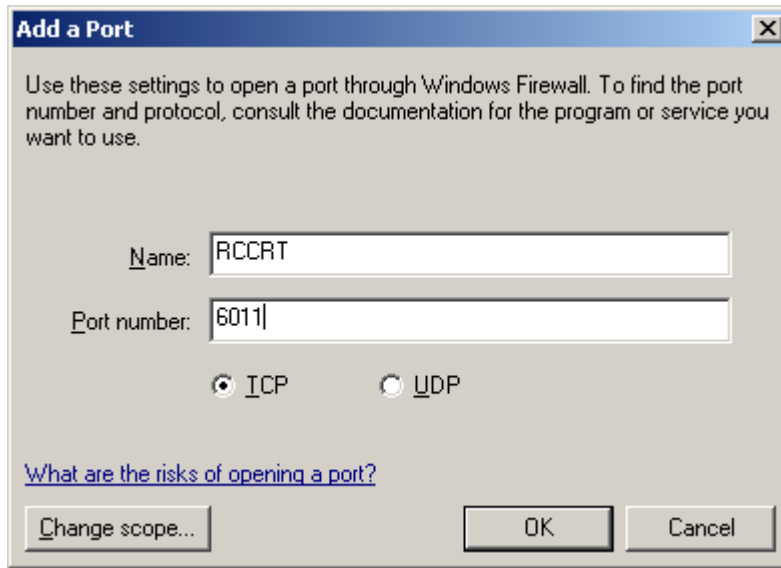 Add a Port
Use these settings to open a port through Windows Firewall. To find the port
number and protocol, consult the documentation for the program or service you
want to use.
Name: RCCRT
Port number: 6011
TCP UDP
What are the risks of opening a port?
Change scope... OK Cancel